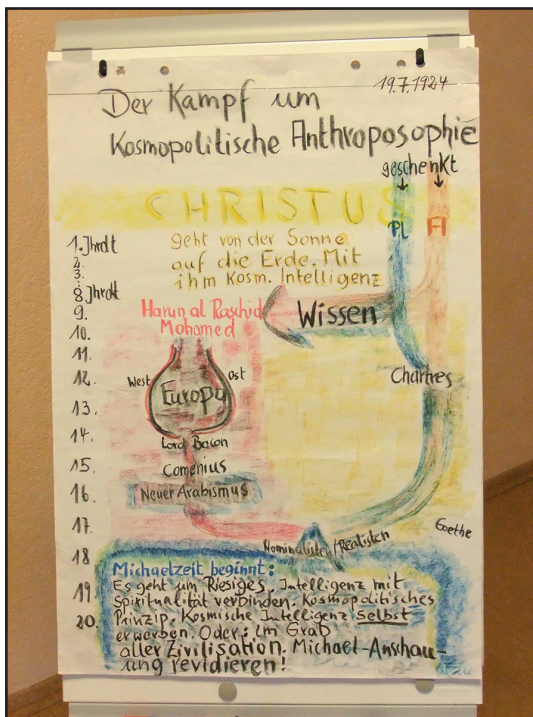 19.7.1924
Der Kampf um
Kosmopolitische Anthroposophie
geschenkt
CHRISTUS
Pl
1. Jhrdt
geht von der Sonne
2.
auf die Erde. Mit
3.
ihm Kosm. Intelligenz
8 Jhrdt
9.
Harun al Raschid
Wissen
Mohamed
10.
11.
12.
West
Ost
Europa
Chartres
13.
14.
Lord Bacon
15.
Comenius
16.
Neuer Arabismus
17.
Goethe
Nominalisten/Realisten
18
Michaelzeit beginnt:
Es geht um Riesiges, Intelligenz mit
19.
Spiritualität verbinden. Kosmopolitisches
Prinzip. Kosmische Intelligenz selbst
20.
erwerben. Oder: im Grab
aller Zivilisation. Michael-Anschau-
ung revidieren!